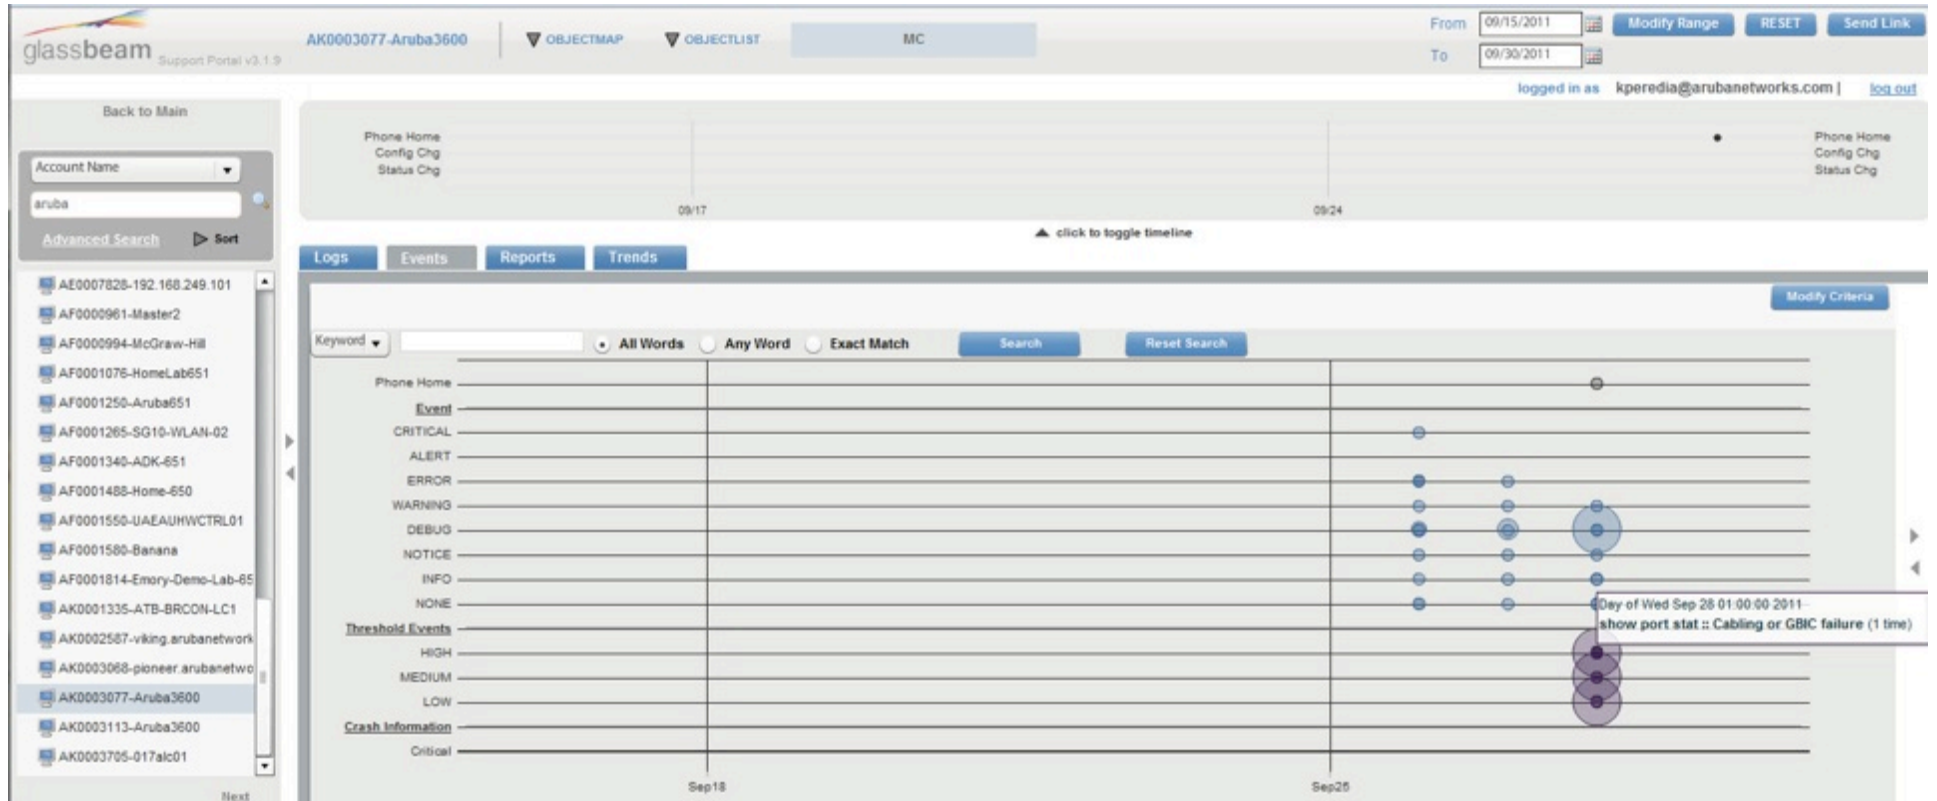 glassbeam Support Portal v3.1.9
AK0003077-Aruba3600
OBJECTMAP
OBJECTLIST
MC
From 09/15/2011
Modify Range
RESET
Send Link
To 09/30/2011
logged in as kperedia@arubanetworks.com |
log out
Back to Main
Account Name
aruba
Advanced Search
Sort
AE0007828-192.168.249.101
AF0000961-Master2
AF0000994-McGraw-Hill
AF0001076-HomeLab651
AF0001250-Aruba651
AF0001265-SG10-WLAN-02
AF0001340-ADK-651
AF0001488-Home-650
AF0001550-UAEAUHWCTRL01
AF0001580-Banana
AF0001814-Emory-Demo-Lab-65
AK0001335-ATB-BRCON-LC1
AK0002587-viking.arubanetwork
AK0003068-pioneer.arubanetwo
AK0003077-Aruba3600
AK0003113-Aruba3600
AK0003705-017alc01
Next
Phone Home
Config Chg
Status Chg
Phone Home
Config Chg
Status Chg
09/17
09/24
click to toggle timeline
Logs
Events
Reports
Trends
Modify Criteria
Keyword
All Words
Any Word
Exact Match
Search
Reset Search
Phone Home
Event
CRITICAL
ALERT
ERROR
WARNING
DEBUG
NOTICE
INFO
NONE
Day of Wed Sep 28 01:00:00 2011
show port stat :: Cabling or GBIC failure (1 time)
Threshold Events
HIGH
MEDIUM
LOW
Crash Information
Critical
Sep18
Sep25